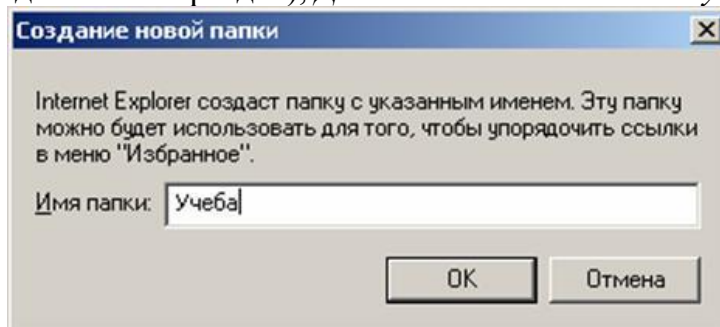 Создание новой папки
Internet Explorer создаст папку с указанным именем. Эту папку
можно будет использовать для того, чтобы упорядочить ссылки
в меню "Избранное".
Имя папки: Учеба
OK Отмена